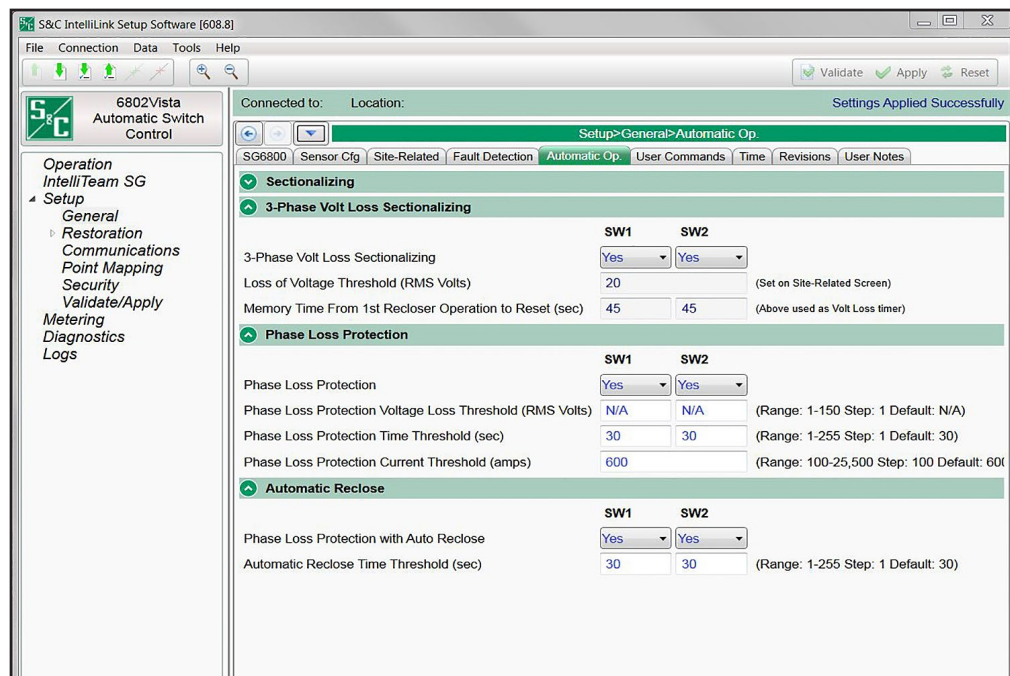 S&C IntelliLink Setup Software [608.8]
File Connection Data Tools Help
Validate Apply Reset
S&C
6802Vista
Automatic Switch
Control
Connected to: Location: Settings Applied Successfully
Setup>General>Automatic Op.
SG6800 Sensor Cfg Site-Related Fault Detection Automatic Op. User Commands Time Revisions User Notes
Operation
IntelliTeam SG
Setup
General
Restoration
Communications
Point Mapping
Security
Validate/Apply
Metering
Diagnostics
Logs
Sectionalizing
3-Phase Volt Loss Sectionalizing
SW1 SW2
3-Phase Volt Loss Sectionalizing Yes Yes
Loss of Voltage Threshold (RMS Volts) 20 (Set on Site-Related Screen)
Memory Time From 1st Recloser Operation to Reset (sec) 45 45 (Above used as Volt Loss timer)
Phase Loss Protection
SW1 SW2
Phase Loss Protection Yes Yes
Phase Loss Protection Voltage Loss Threshold (RMS Volts) N/A N/A (Range: 1-150 Step: 1 Default: N/A)
Phase Loss Protection Time Threshold (sec) 30 30 (Range: 1-255 Step: 1 Default: 30)
Phase Loss Protection Current Threshold (amps) 600 (Range: 100-25,500 Step: 100 Default: 60
Automatic Reclose
SW1 SW2
Phase Loss Protection with Auto Reclose Yes Yes
Automatic Reclose Time Threshold (sec) 30 30 (Range: 1-255 Step: 1 Default: 30)